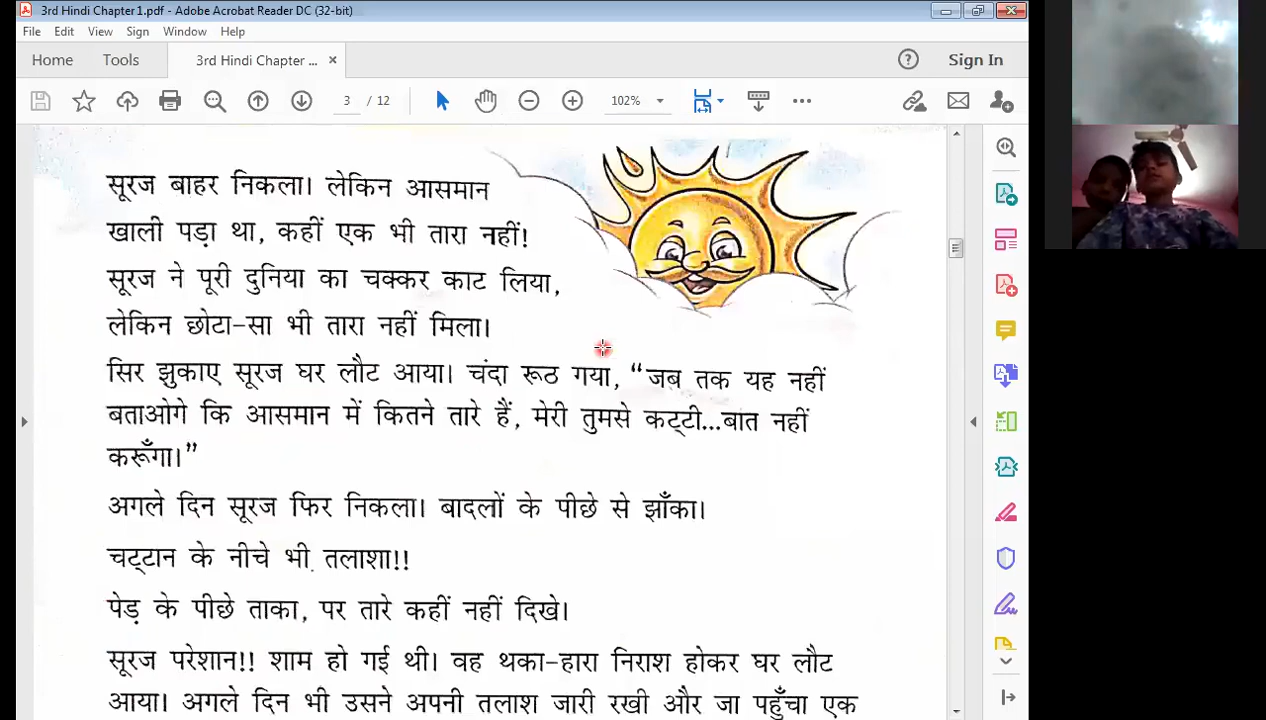 3rd Hindi Chapter1.pdf - Adobe Acrobat Reader DC (32-bit)
File Edit View Sign Window Help
Home Tools 3rd Hindi Chapter ... × ? Sign In
3 / 12 102%
सूरज बाहर निकला। लेकिन आसमान
खाली पड़ा था, कहीं एक भी तारा नहीं!
सूरज ने पूरी दुनिया का चक्कर काट लिया,
लेकिन छोटा-सा भी तारा नहीं मिला।
सिर झुकाए सूरज घर लौट आया। चंदा रूठ गया, “जब तक यह नहीं
बताओगे कि आसमान में कितने तारे हैं, मेरी तुमसे कट्टी...बात नहीं
करूँगा।”
अगले दिन सूरज फिर निकला। बादलों के पीछे से झाँका।
चट्टान के नीचे भी तलाशा!!
पेड़ के पीछे ताका, पर तारे कहीं नहीं दिखे।
सूरज परेशान!! शाम हो गई थी। वह थका-हारा निराश होकर घर लौट
आया। अगले दिन भी उसने अपनी तलाश जारी रखी और जा पहुँचा एक